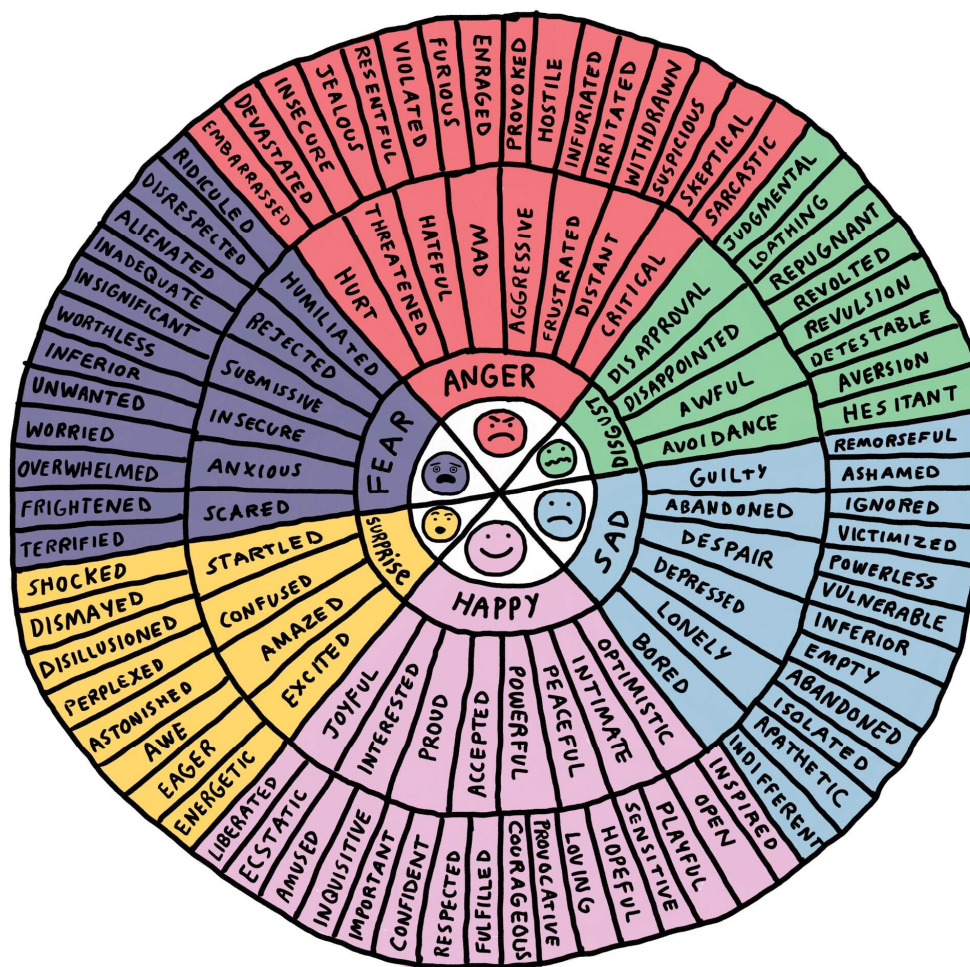 ANGER
HURT
THREATENED
HATEFUL
MAD
AGGRESSIVE
FRUSTRATED
DISTANT
CRITICAL
EMBARRASSED
DEVASTATED
INSECURE
JEALOUS
RESENTFUL
VIOLATED
FURIOUS
ENRAGED
PROVOKED
HOSTILE
INFURIATED
IRRITATED
WITHDRAWN
SUSPICIOUS
SKEPTICAL
SARCASTIC
DISGUST
DISAPPROVAL
DISAPPOINTED
AWFUL
AVOIDANCE
JUDGMENTAL
LOATHING
REPUGNANT
REVOLTED
REVULSION
DETESTABLE
AVERSION
HESITANT
SAD
GUILTY
ABANDONED
DESPAIR
DEPRESSED
LONELY
BORED
REMORSEFUL
ASHAMED
IGNORED
VICTIMIZED
POWERLESS
VULNERABLE
INFERIOR
EMPTY
ABANDONED
ISOLATED
APATHETIC
INDIFFERENT
HAPPY
OPTIMISTIC
INTIMATE
PEACEFUL
POWERFUL
ACCEPTED
PROUD
INTERESTED
JOYFUL
INSPIRED
OPEN
PLAYFUL
SENSITIVE
HOPEFUL
LOVING
PROVOCATIVE
COURAGEOUS
FULFILLED
RESPECTED
CONFIDENT
IMPORTANT
INQUISITIVE
AMUSED
ECSTATIC
LIBERATED
SURPRISE
EXCITED
AMAZED
CONFUSED
STARTLED
ENERGETIC
EAGER
AWE
ASTONISHED
PERPLEXED
DISILLUSIONED
DISMAYED
SHOCKED
FEAR
SCARED
ANXIOUS
INSECURE
SUBMISSIVE
REJECTED
HUMILIATED
TERRIFIED
FRIGHTENED
OVERWHELMED
WORRIED
UNWANTED
INFERIOR
WORTHLESS
INSIGNIFICANT
INADEQUATE
ALIENATED
DISRESPECTED
RIDICULED